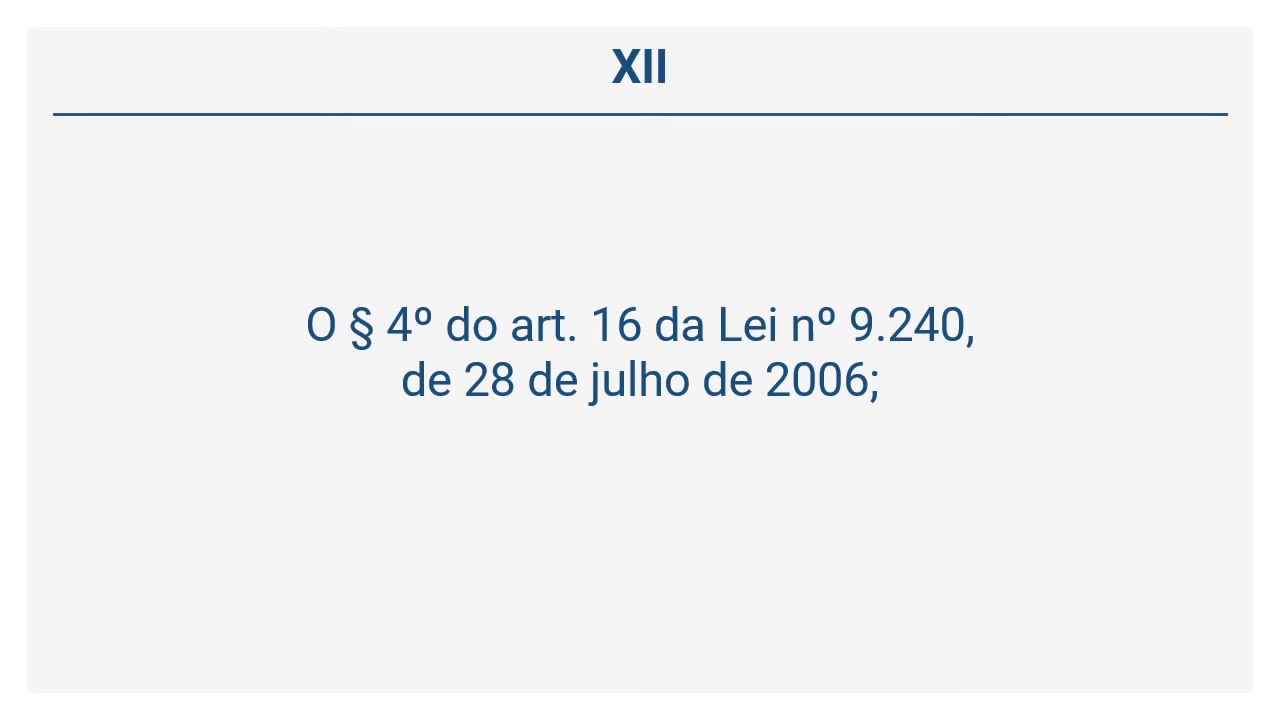 XII
O § 4º do art. 16 da Lei nº 9.240,
de 28 de julho de 2006;